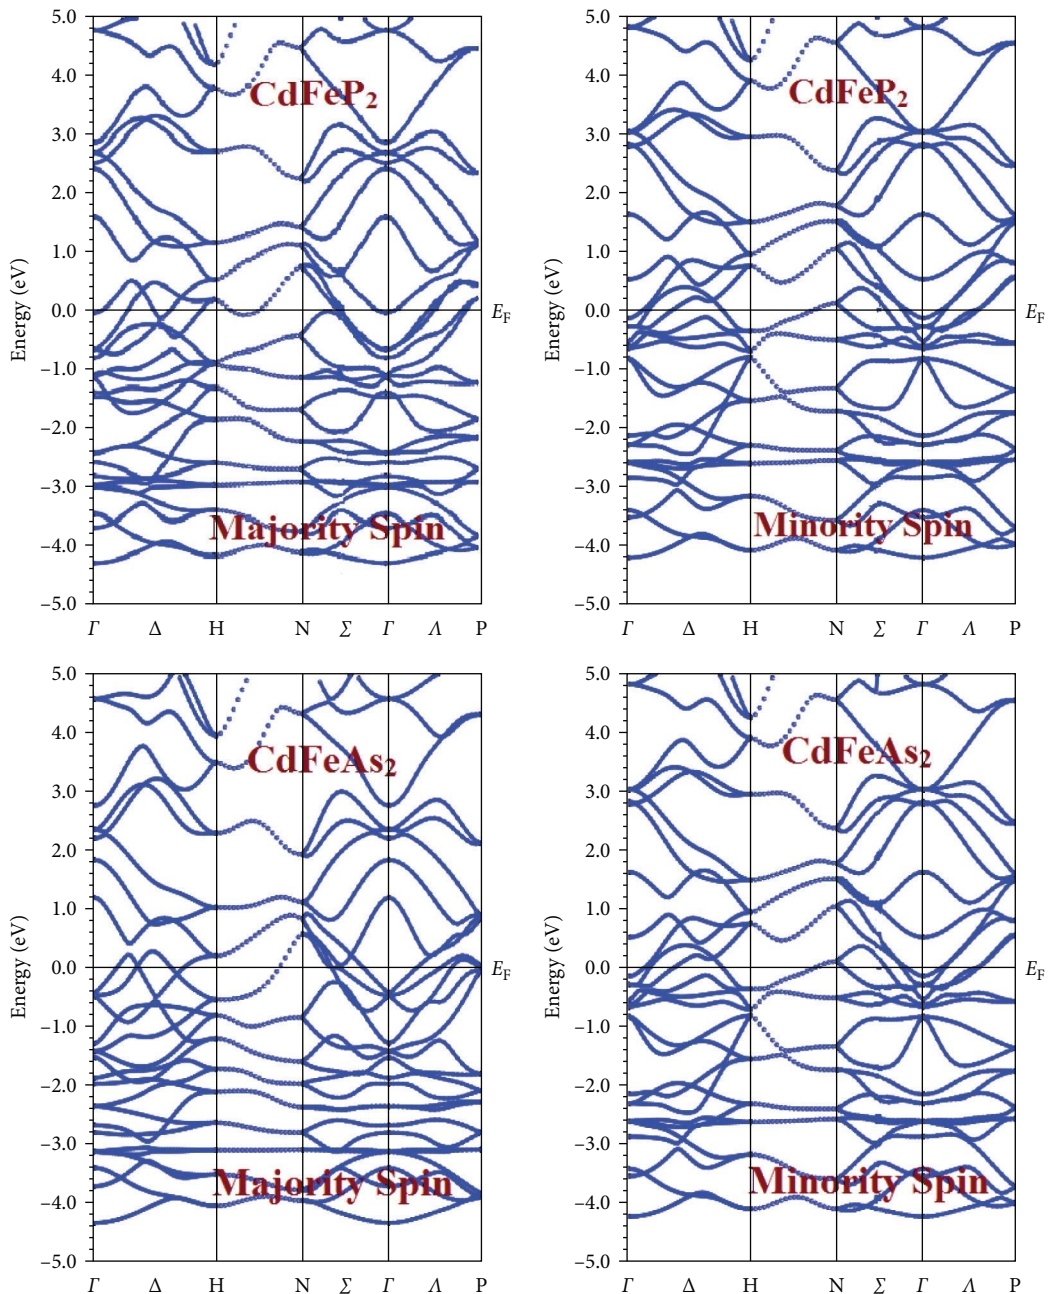 5.0
4.0
3.0
2.0
1.0
0.0
−1.0
−2.0
−3.0
−4.0
−5.0
Energy (eV)
CdFeP2
Majority Spin
EF
Γ Δ H N Σ Γ Λ P
5.0
4.0
3.0
2.0
1.0
0.0
−1.0
−2.0
−3.0
−4.0
−5.0
Energy (eV)
CdFeP2
Minority Spin
EF
Γ Δ H N Σ Γ Λ P
5.0
4.0
3.0
2.0
1.0
0.0
−1.0
−2.0
−3.0
−4.0
−5.0
Energy (eV)
CdFeAs2
Majority Spin
EF
Γ Δ H N Σ Γ Λ P
5.0
4.0
3.0
2.0
1.0
0.0
−1.0
−2.0
−3.0
−4.0
−5.0
Energy (eV)
CdFeAs2
Minority Spin
EF
Γ Δ H N Σ Γ Λ P